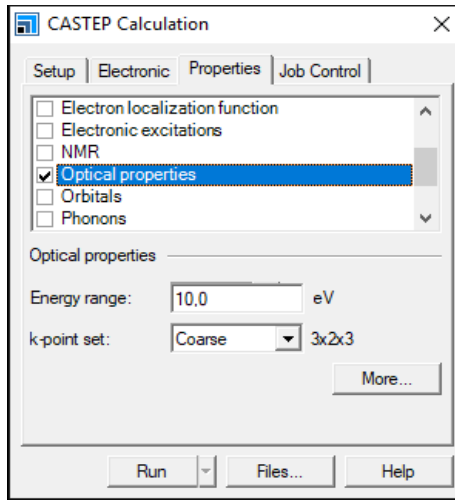 CASTEP Calculation
Setup Electronic Properties Job Control
Electron localization function
Electronic excitations
NMR
Optical properties
Orbitals
Phonons
Optical properties
Energy range: 10,0 eV
k-point set: Coarse 3x2x3
More...
Run Files... Help